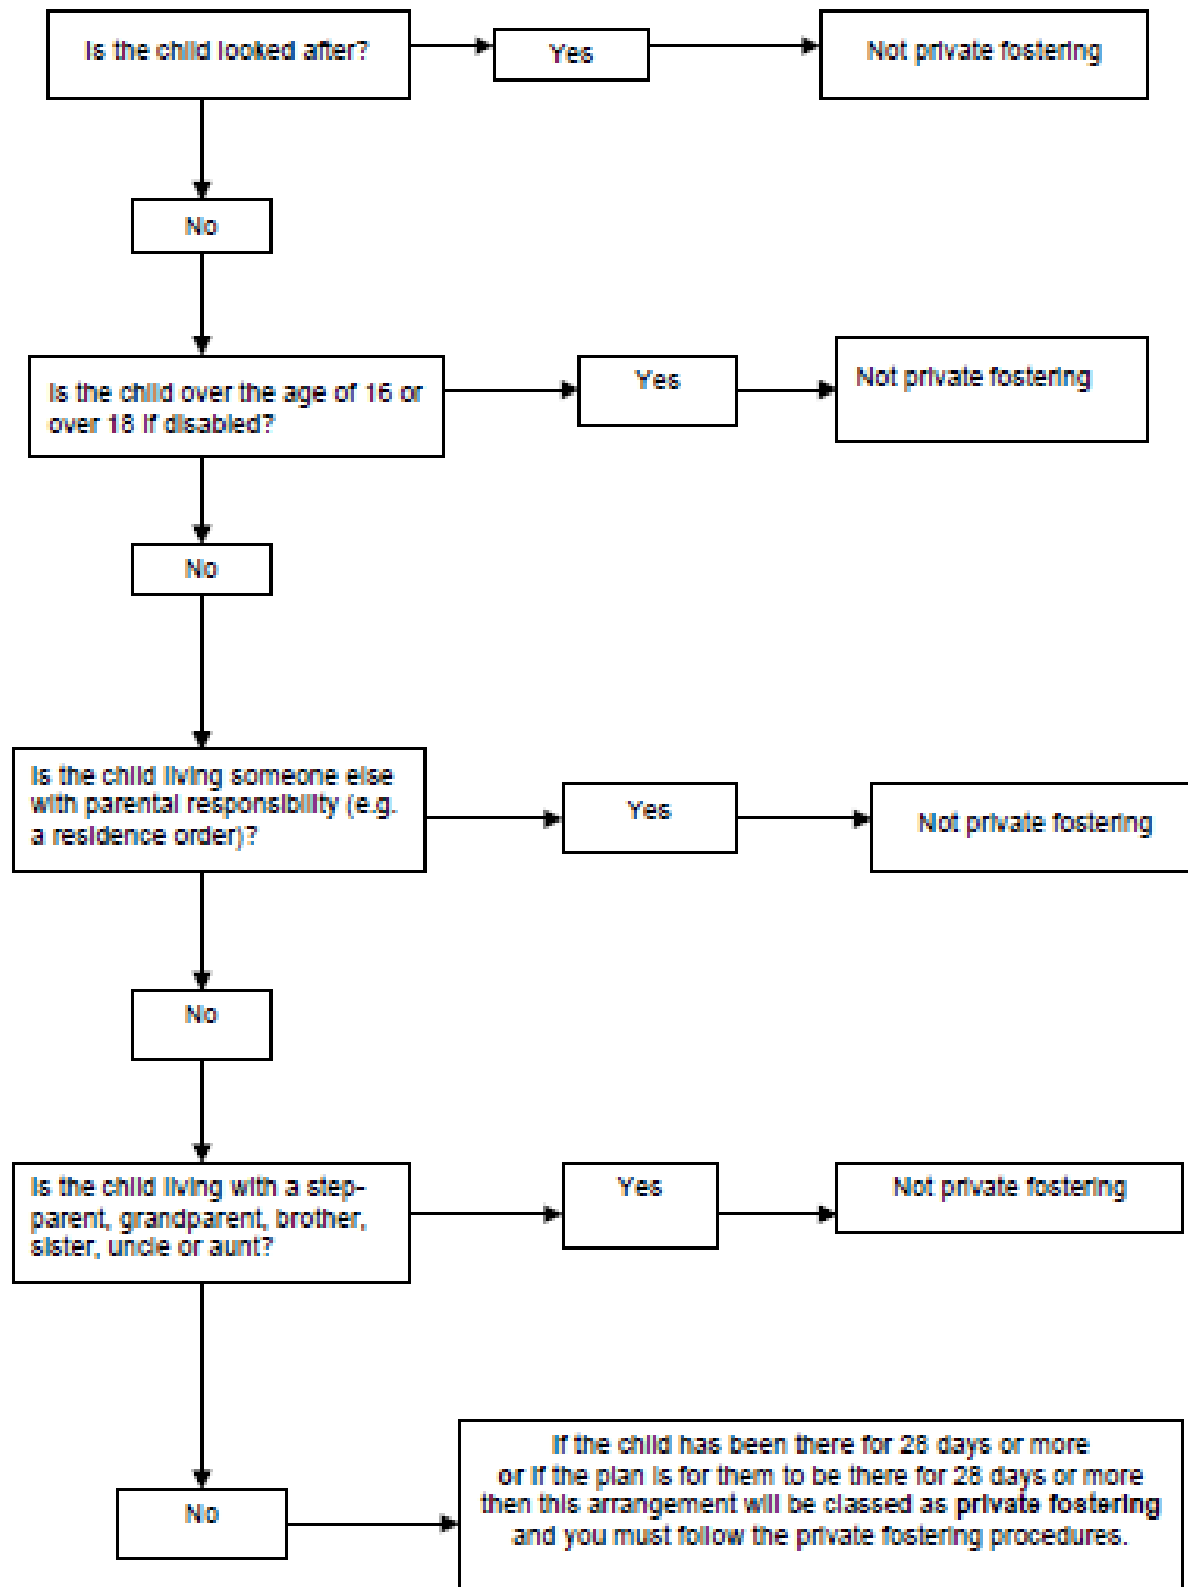 Is the child looked after?
Yes
Not private fostering
No
Is the child over the age of 16 or
over 18 if disabled?
Yes
Not private fostering
No
Is the child living someone else
with parental responsibility (e.g.
a residence order)?
Yes
Not private fostering
No
Is the child living with a step-
parent, grandparent, brother,
sister, uncle or aunt?
Yes
Not private fostering
No
If the child has been there for 28 days or more
or if the plan is for them to be there for 28 days or more
then this arrangement will be classed as private fostering
and you must follow the private fostering procedures.